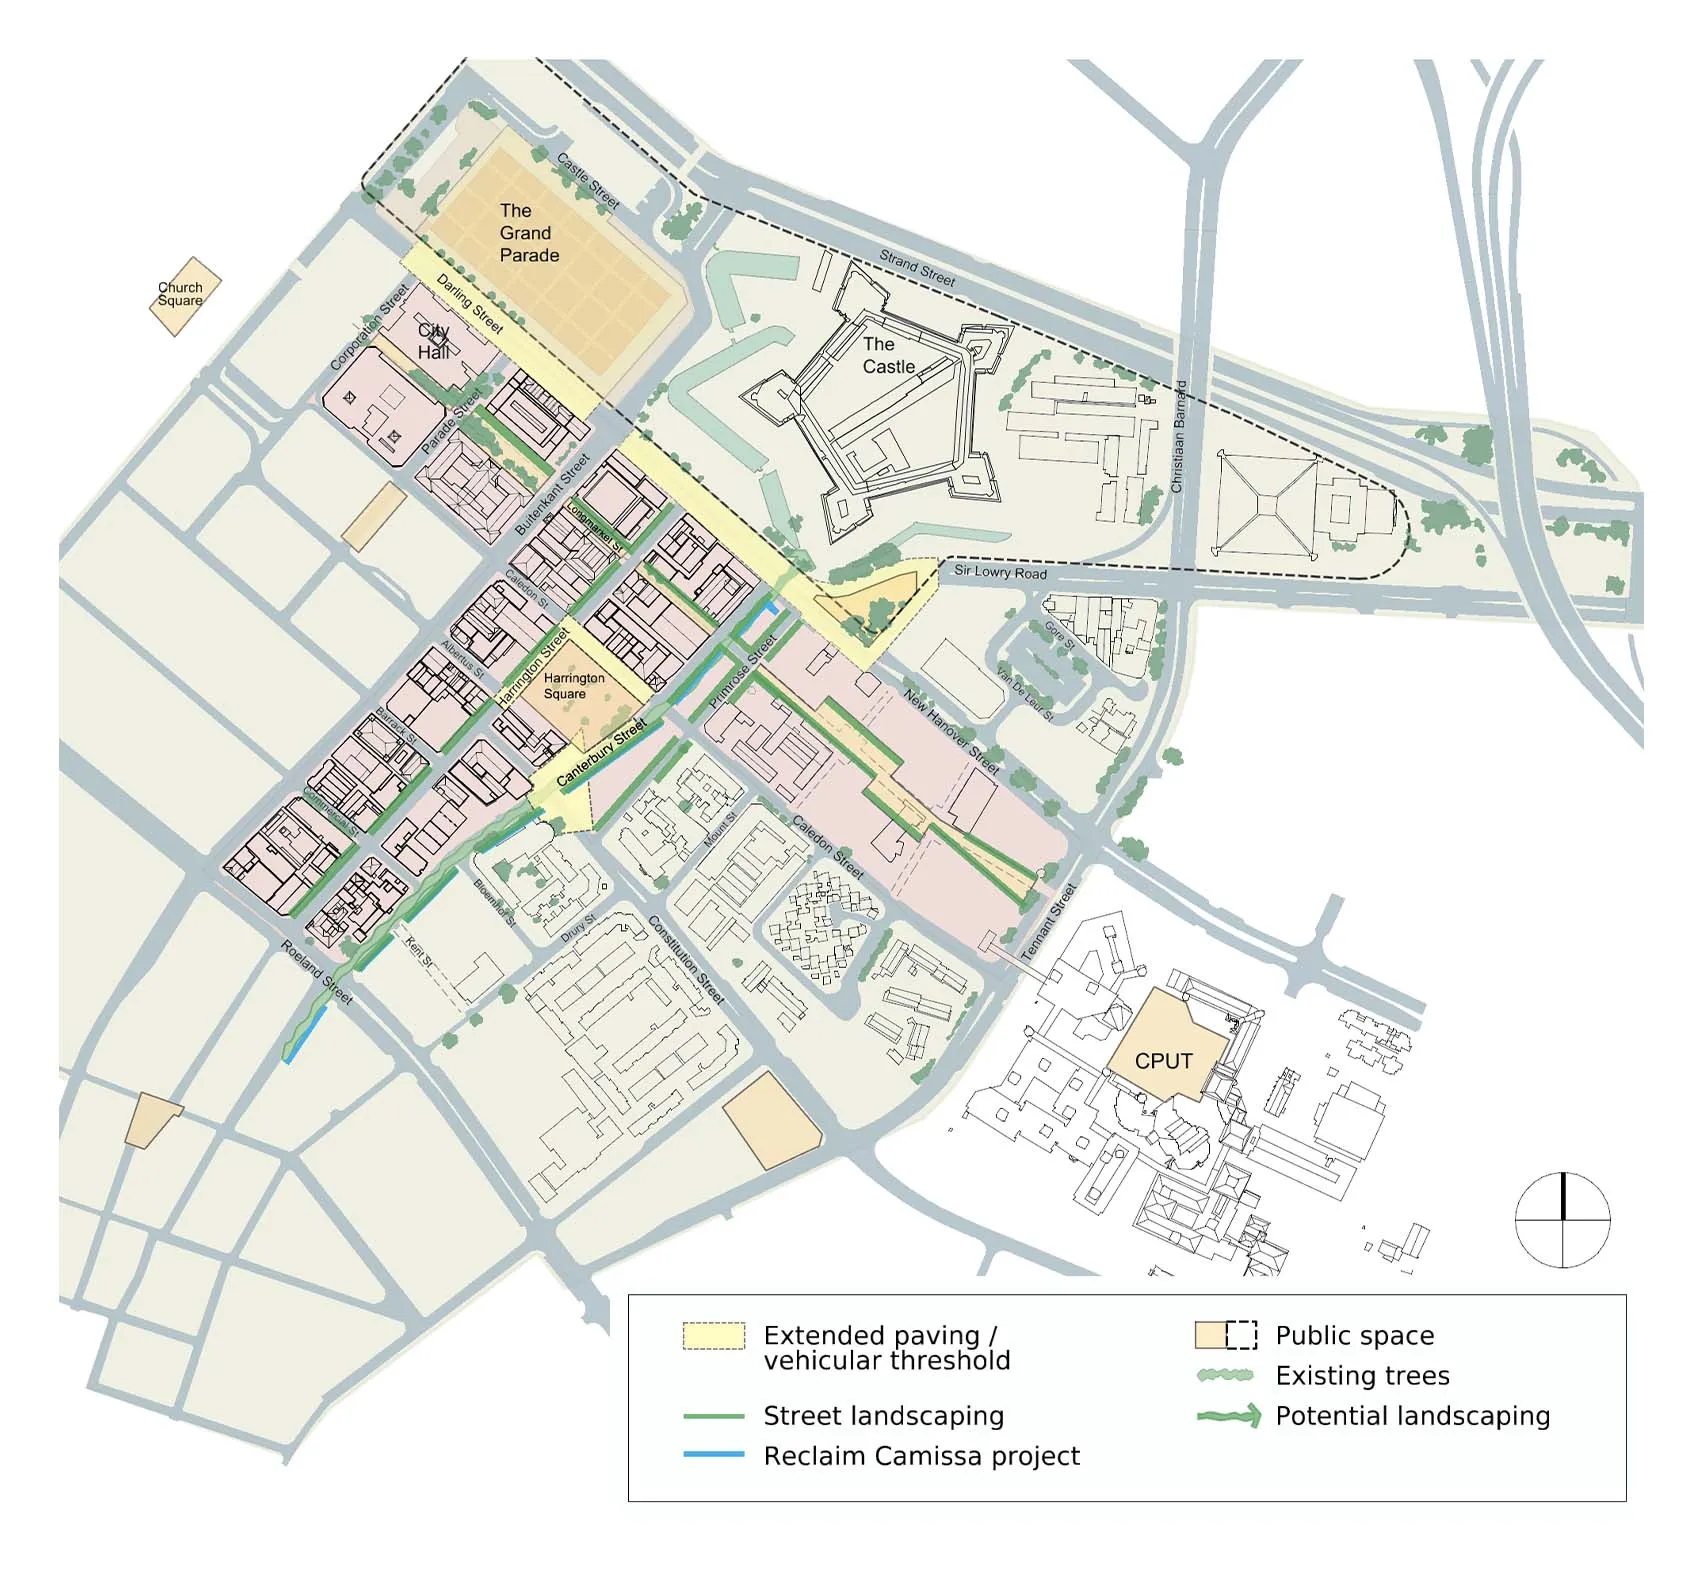 Castle Street
The
Grand
Parade
Strand Street
Church
Square
Darling Street
Corporation Street
City
Hall
The
Castle
Parade Street
Christiaan Barnard
Buitenkant Street
Longmarket St
Caledon St
Sir Lowry Road
Gore St
Albertus St
Harrington Street
Harrington
Square
Primrose Street
Van De Leur St
New Hanover Street
Barrack St
Canterbury Street
Commercial St
Mount St
Caledon Street
Bloemhof St
Drury St
Constitution Street
Tennant Street
Kent St
Roeland Street
CPUT
Extended paving /
vehicular threshold
Street landscaping
Reclaim Camissa project
Public space
Existing trees
Potential landscaping